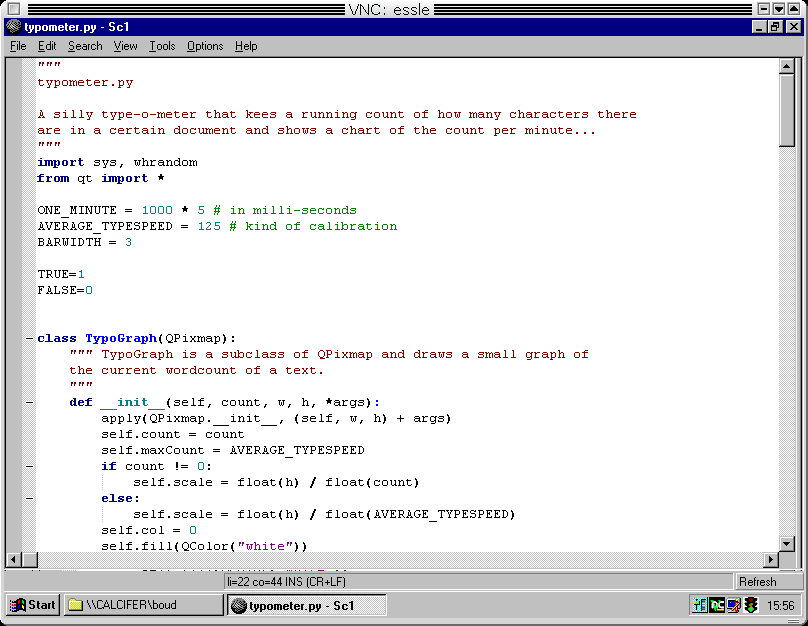 VNC: essle
typometer.py - Sc1
File Edit Search View Tools Options Help
"""
typometer.py
A silly type-o-meter that kees a running count of how many characters there
are in a certain document and shows a chart of the count per minute...
"""
import sys, whrandom
from qt import *
ONE_MINUTE = 1000 * 5 # in milli-seconds
AVERAGE_TYPESPEED = 125 # kind of calibration
BARWIDTH = 3
TRUE=1
FALSE=0
class TypoGraph(QPixmap):
""" TypoGraph is a subclass of QPixmap and draws a small graph of
the current wordcount of a text.
"""
def __init__(self, count, w, h, *args):
apply(QPixmap.__init__, (self, w, h) + args)
self.count = count
self.maxCount = AVERAGE_TYPESPEED
if count != 0:
self.scale = float(h) / float(count)
else:
self.scale = float(h) / float(AVERAGE_TYPESPEED)
self.col = 0
self.fill(QColor("white"))
li=22 co=44 INS (CR+LF) Refresh
Start \\CALCIFER\boud typometer.py - Sc1 15:56